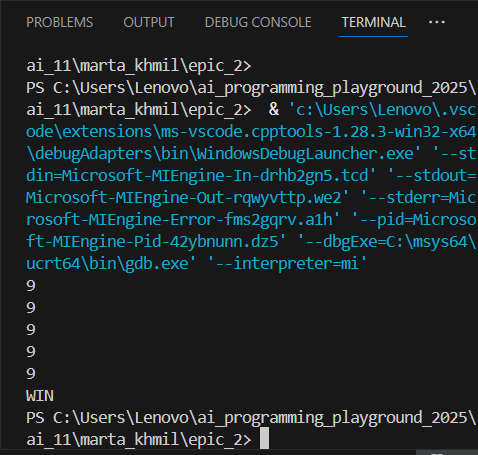 PROBLEMS OUTPUT DEBUG CONSOLE TERMINAL ...
ai_11\marta_khmil\epic_2>
PS C:\Users\Lenovo\ai_programming_playground_2025\
ai_11\marta_khmil\epic_2>  & 'c:\Users\Lenovo\.vsc
ode\extensions\ms-vscode.cpptools-1.28.3-win32-x64
\debugAdapters\bin\WindowsDebugLauncher.exe' '--st
din=Microsoft-MIEngine-In-drhb2gn5.tcd' '--stdout=
Microsoft-MIEngine-Out-rqwyvttp.we2' '--stderr=Mic
rosoft-MIEngine-Error-fms2gqrv.a1h' '--pid=Microso
ft-MIEngine-Pid-42ybnunn.dz5' '--dbgExe=C:\msys64\
ucrt64\bin\gdb.exe' '--interpreter=mi'
9
9
9
9
9
WIN
PS C:\Users\Lenovo\ai_programming_playground_2025\
ai_11\marta_khmil\epic_2>